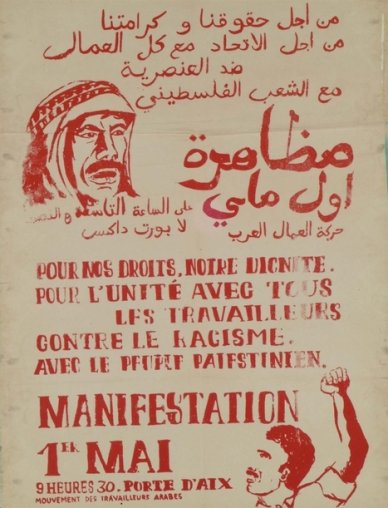 من اجل حقوقنا و كرامتنا
من اجل الاتحاد مع كل العمال
ضد العنصرية
مع الشعب الفلسطيني
مظاهرة
اول ماي
على الساعة التاسعة و النصف
لا بورت داكس
حركة العمال العرب
POUR NOS DROITS, NOTRE DIGNITE.
POUR L'UNITÉ AVEC TOUS
LES TRAVAILLEURS
CONTRE LE RACISME.
AVEC LE PEUPLE PALESTINIEN.
MANIFESTATION
1ER MAI
9 HEURES 30. PORTE D'AIX
MOUVEMENT DES TRAVAILLEURS ARABES